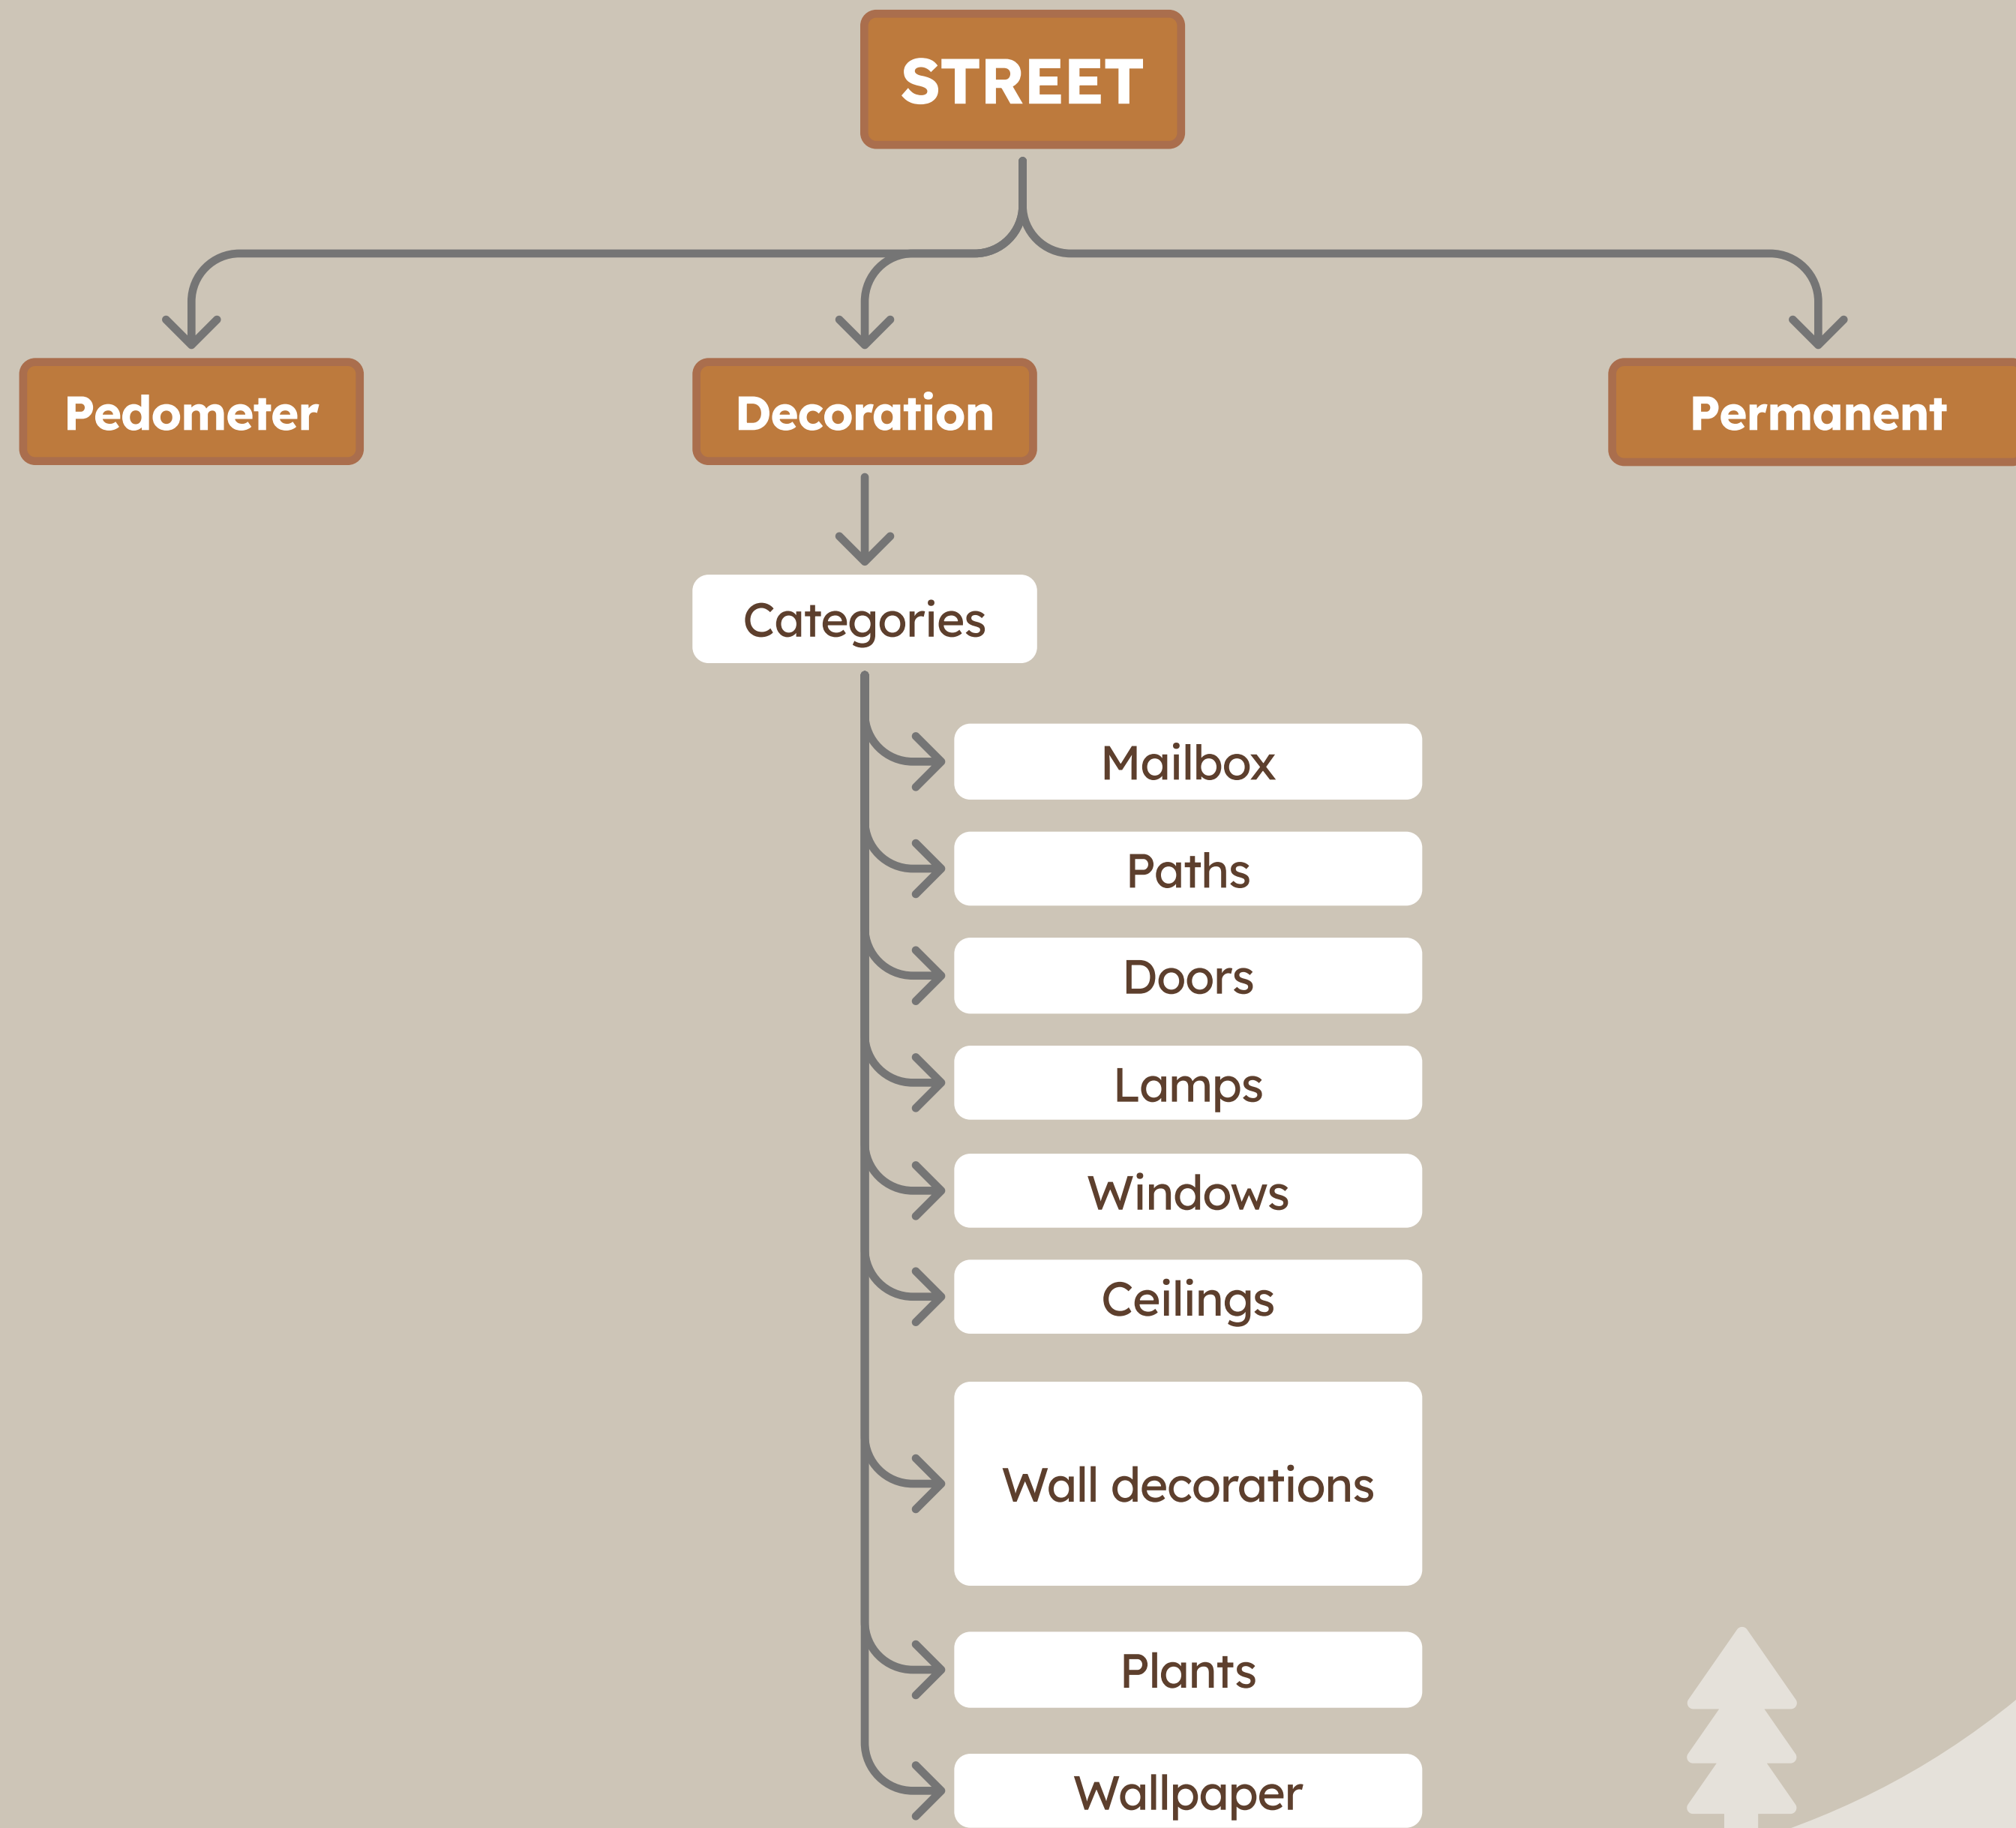 STREET
Pedometer
Decoration
Permanent
Categories
Mailbox
Paths
Doors
Lamps
Windows
Ceilings
Wall decorations
Plants
Wallpaper